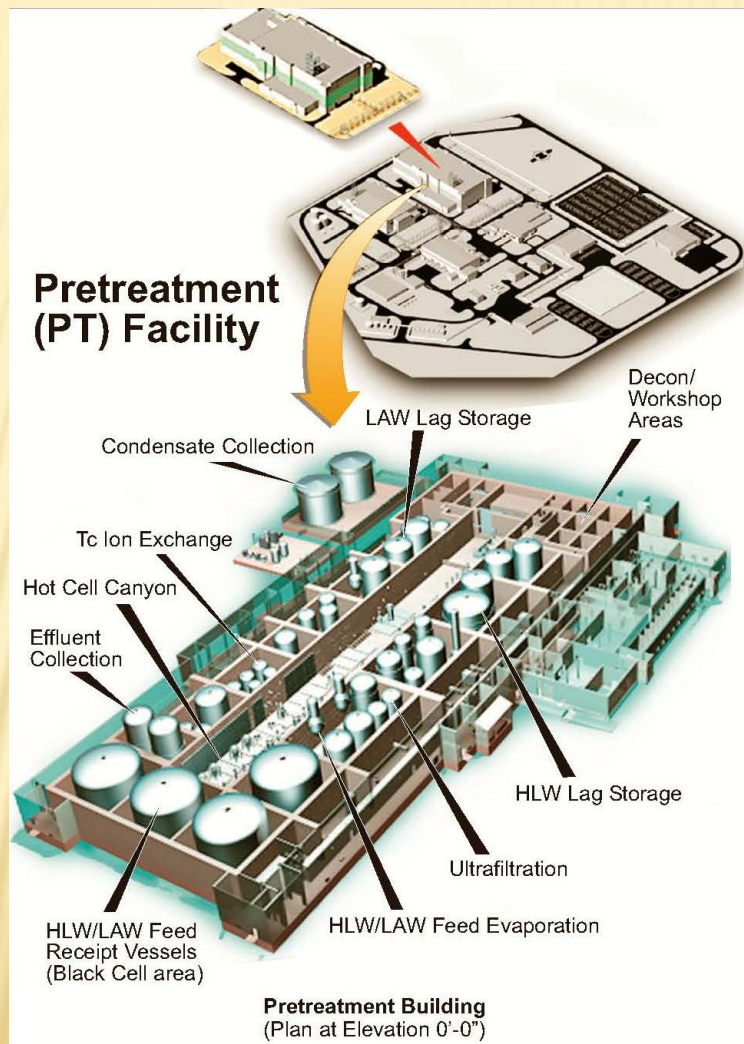 Pretreatment
(PT) Facility
Decon/
Workshop
Areas
LAW Lag Storage
Condensate Collection
Tc Ion Exchange
Hot Cell Canyon
Effluent
Collection
HLW Lag Storage
Ultrafiltration
HLW/LAW Feed Evaporation
HLW/LAW Feed
Receipt Vessels
(Black Cell area)
Pretreatment Building
(Plan at Elevation 0'-0")